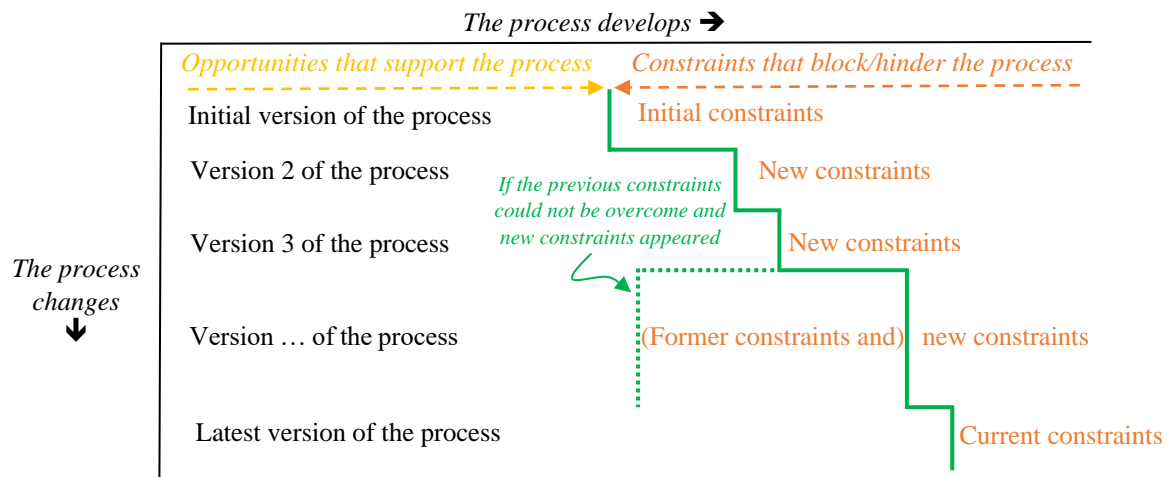 The process develops →
Opportunities that support the process
Constraints that block/hinder the process
Initial version of the process
Initial constraints
Version 2 of the process
New constraints
If the previous constraints
could not be overcome and
new constraints appeared
Version 3 of the process
New constraints
The process
changes
↓
Version … of the process
(Former constraints and)
new constraints
Latest version of the process
Current constraints